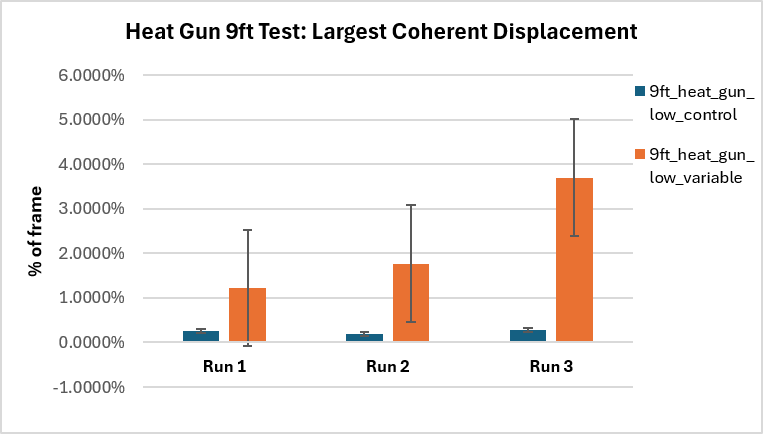 Heat Gun 9ft Test: Largest Coherent Displacement
% of frame
6.0000%
5.0000%
4.0000%
3.0000%
2.0000%
1.0000%
0.0000%
-1.0000%
Run 1
Run 2
Run 3
9ft_heat_gun_
low_control
9ft_heat_gun_
low_variable